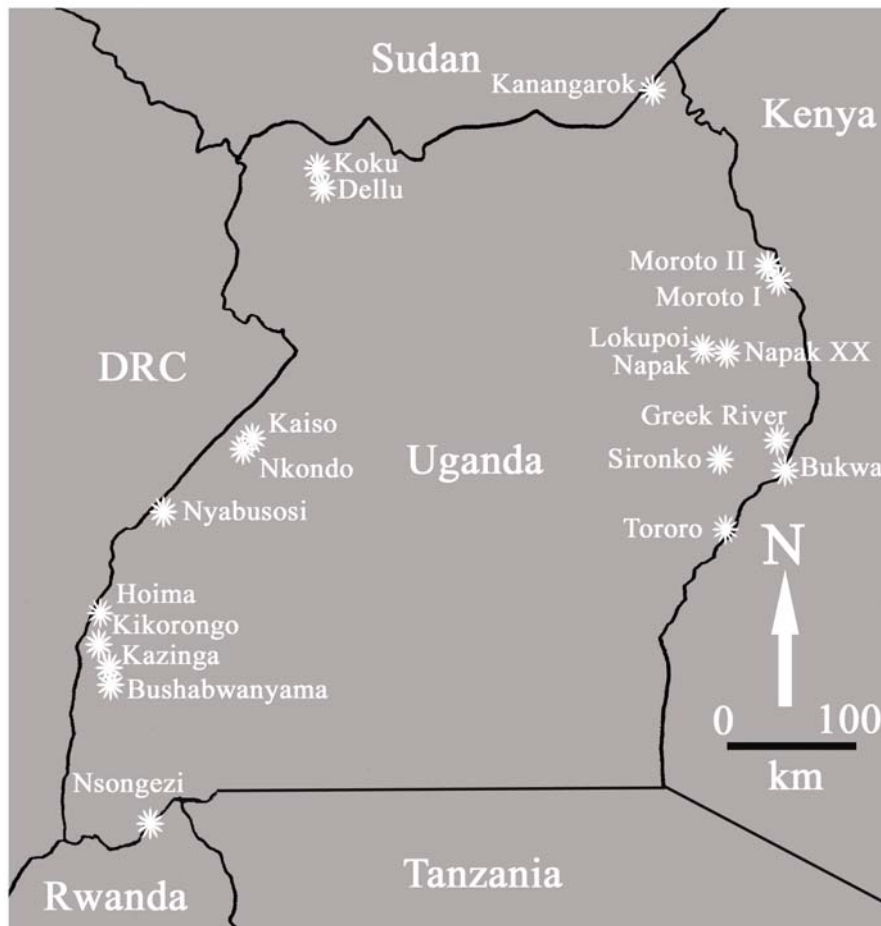 Sudan
Kanangarok
Kenya
Koku
Dellu
Moroto II
Moroto I
Lokupoi
Napak
Napak XX
DRC
Kaiso
Nkondo
Uganda
Greek River
Sironko
Bukwa
Nyabusosi
Tororo
N
Hoima
Kikorongo
Kazinga
Bushabwanyama
0 100
km
Nsongezi
Rwanda
Tanzania